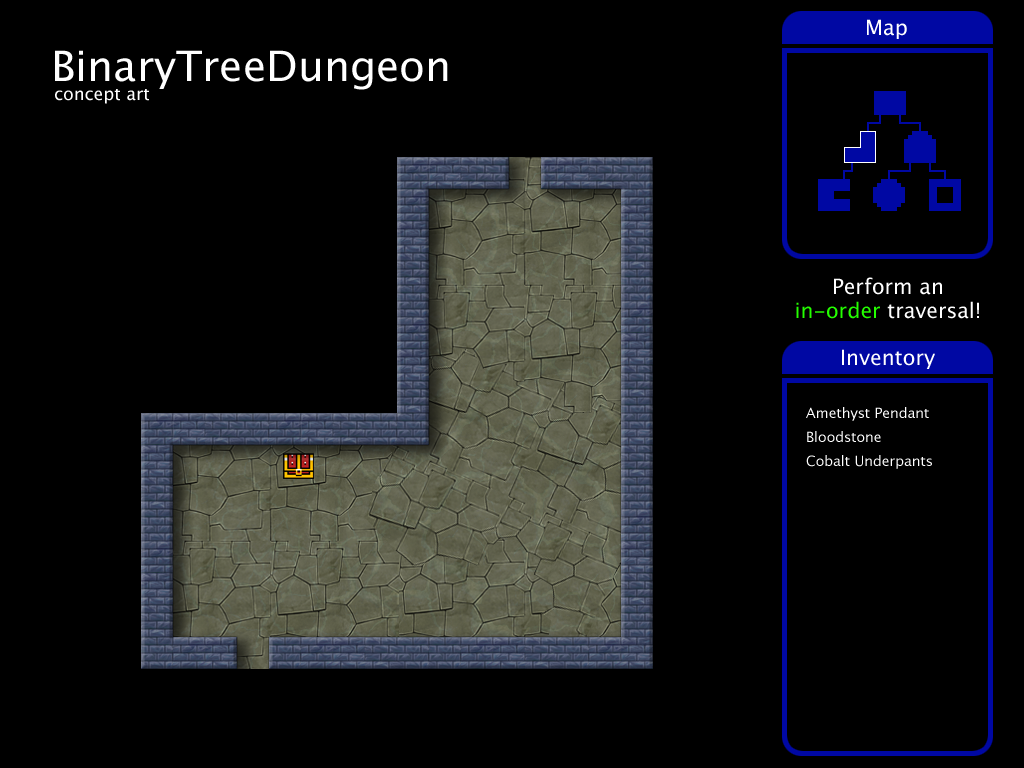 BinaryTreeDungeon
concept art
Map
Perform an
in-order traversal!
Inventory
Amethyst Pendant
Bloodstone
Cobalt Underpants